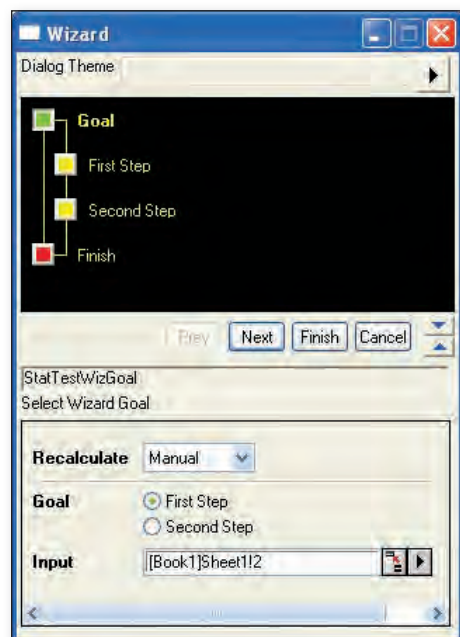 Wizard
Dialog Theme
Goal
First Step
Second Step
Finish
Prev Next Finish Cancel
StatTestWizGoal
Select Wizard Goal
Recalculate Manual
Goal First Step
Second Step
Input [Book1]Sheet1!2